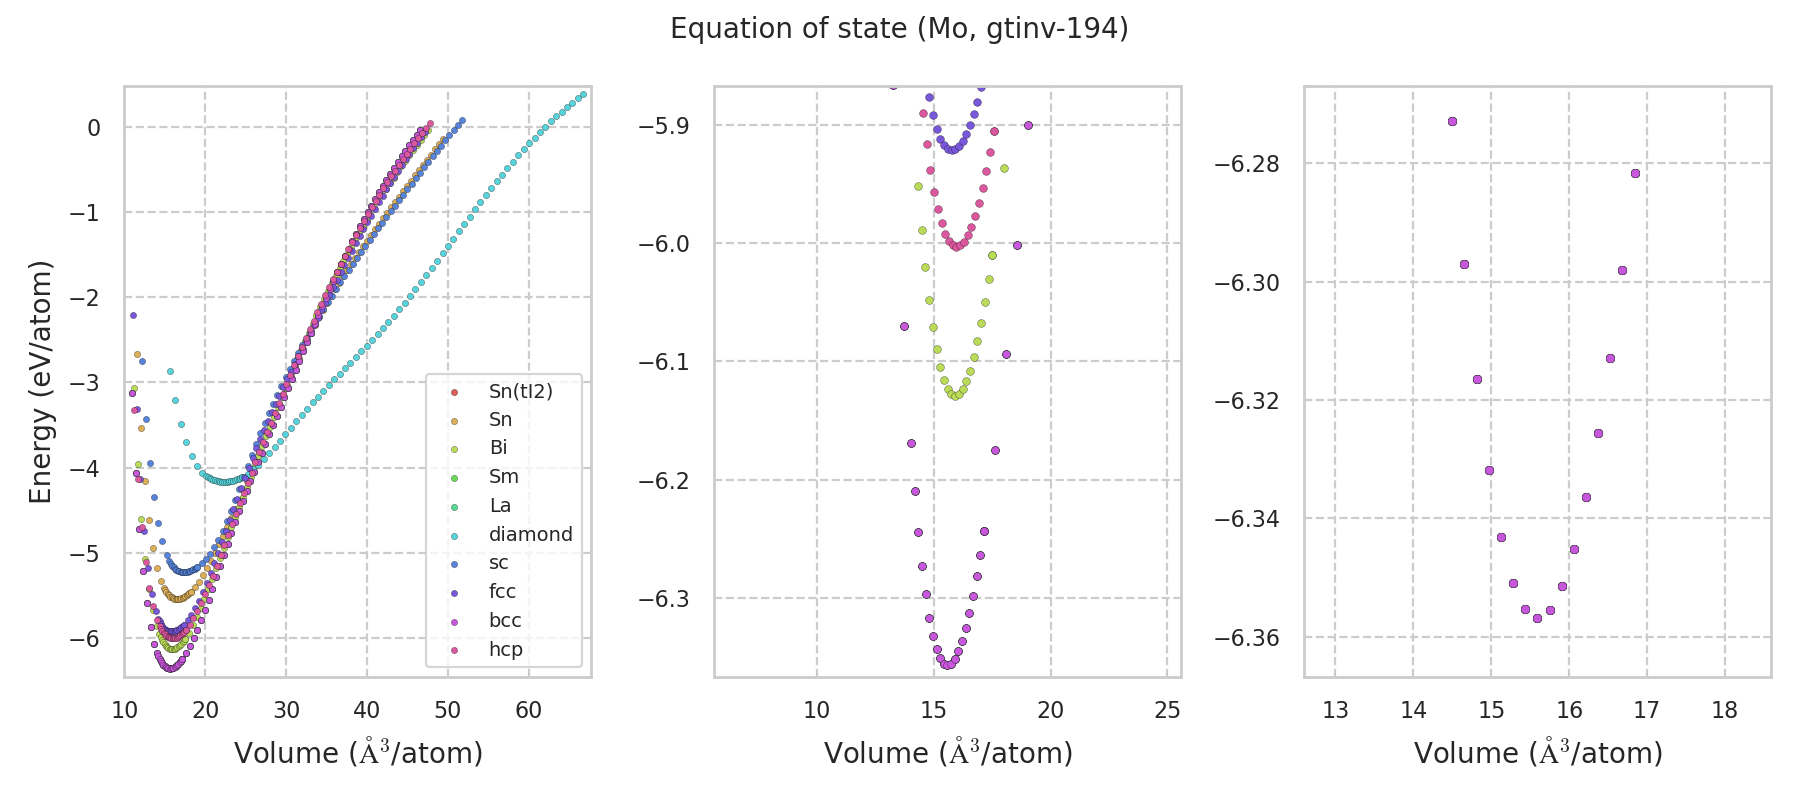 Equation of state (Mo, gtinv-194)
Energy (eV/atom)
0
−1
−2
−3
−4
−5
−6
10 20 30 40 50 60
Volume (Å³/atom)
Sn(tI2)
Sn
Bi
Sm
La
diamond
sc
fcc
bcc
hcp
−5.9
−6.0
−6.1
−6.2
−6.3
10 15 20 25
Volume (Å³/atom)
−6.28
−6.30
−6.32
−6.34
−6.36
13 14 15 16 17 18
Volume (Å³/atom)